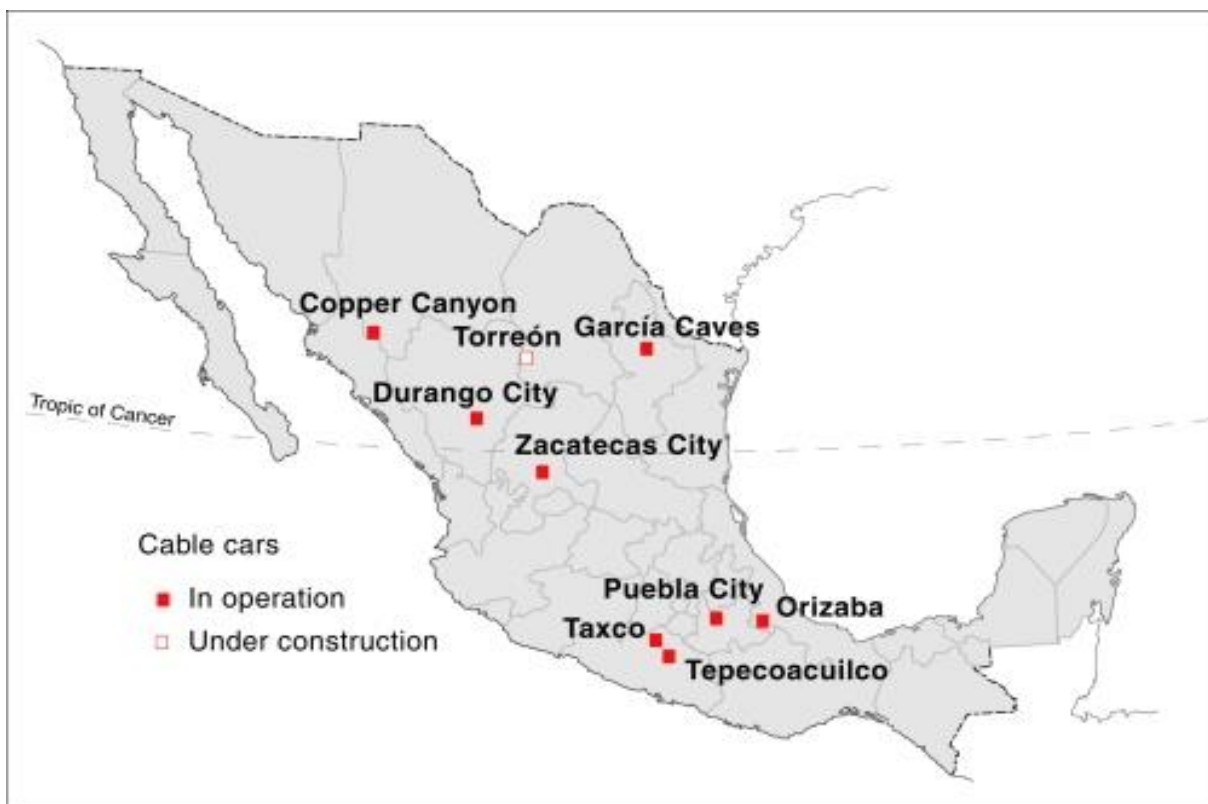 Copper Canyon
Torreón
García Caves
Durango City
Tropic of Cancer
Zacatecas City
Cable cars
In operation
Under construction
Puebla City
Orizaba
Taxco
Tepecoacuilco